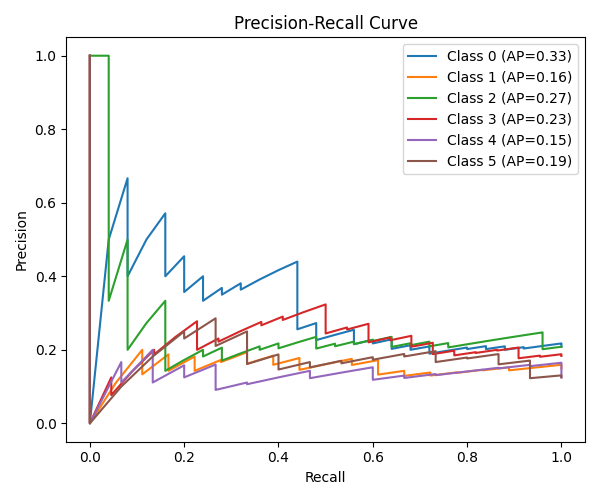 Precision-Recall Curve
Class 0 (AP=0.33)
Class 1 (AP=0.16)
Class 2 (AP=0.27)
Class 3 (AP=0.23)
Class 4 (AP=0.15)
Class 5 (AP=0.19)
Precision
1.0
0.8
0.6
0.4
0.2
0.0
0.0 0.2 0.4 0.6 0.8 1.0
Recall